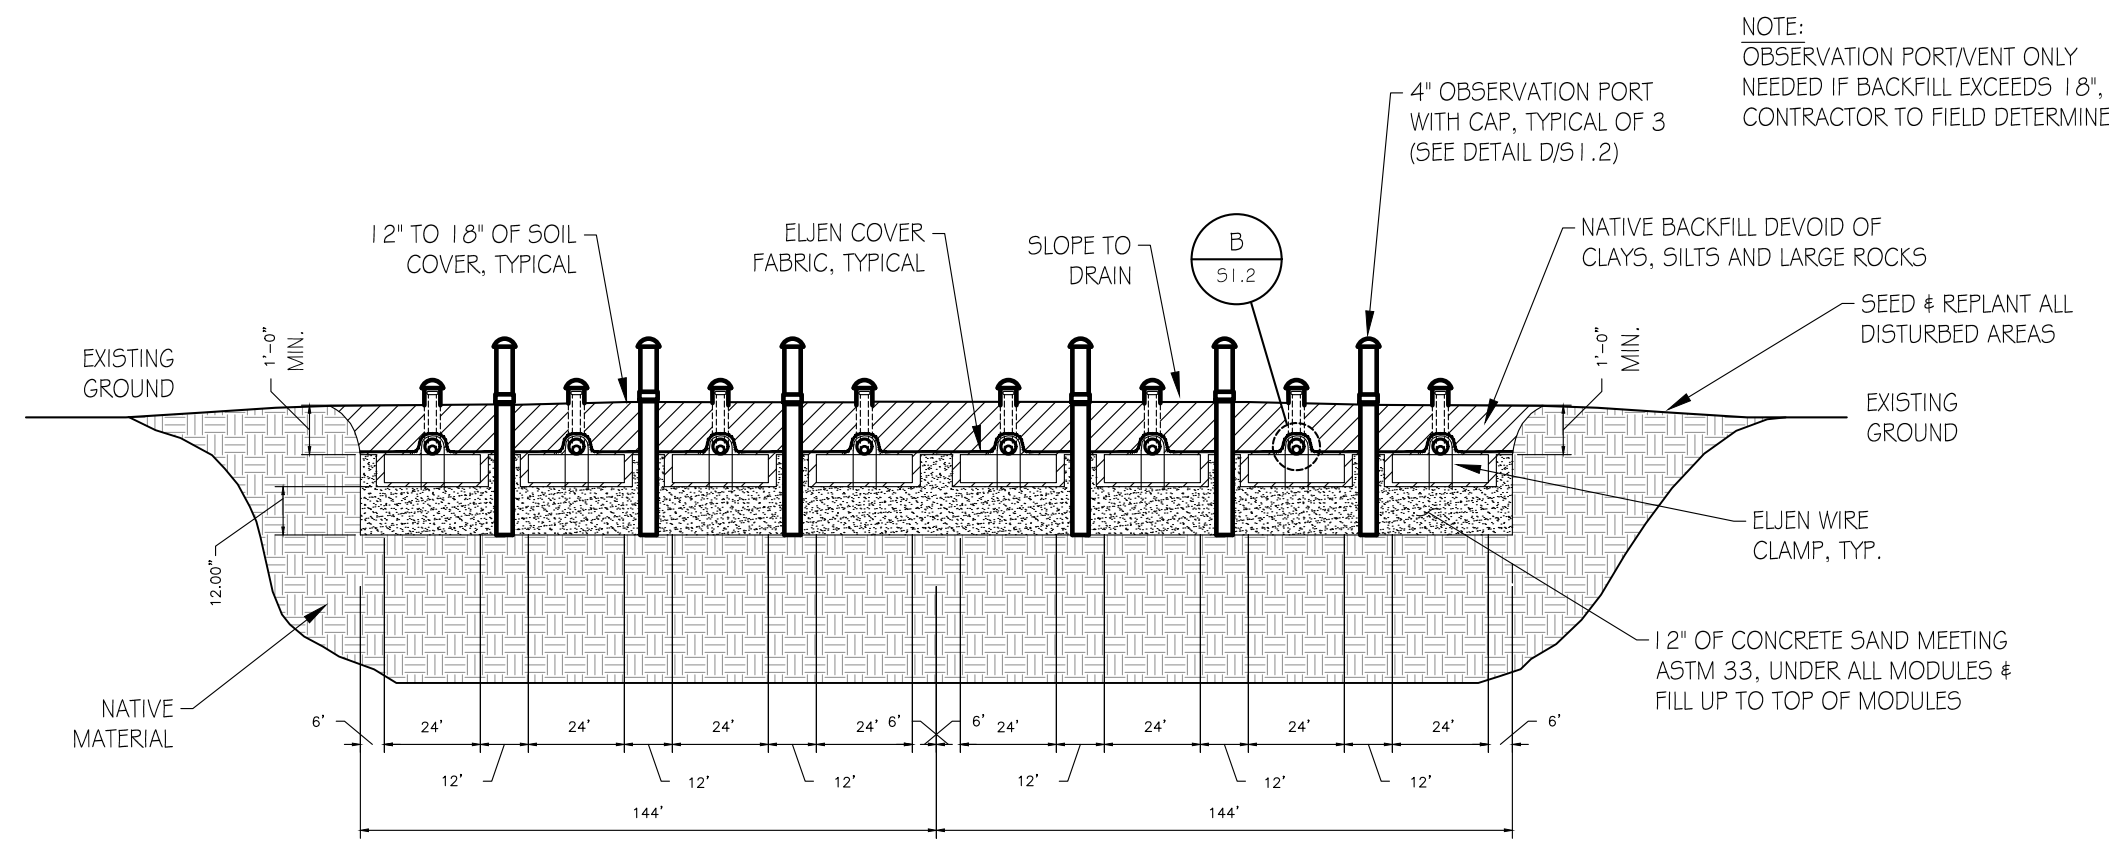 NOTE:
OBSERVATION PORT/VENT ONLY
NEEDED IF BACKFILL EXCEEDS 18",
CONTRACTOR TO FIELD DETERMINE
4" OBSERVATION PORT
WITH CAP, TYPICAL OF 3
(SEE DETAIL D/S1.2)
12" TO 18" OF SOIL
COVER, TYPICAL
ELJEN COVER
FABRIC, TYPICAL
SLOPE TO
DRAIN
B
S1.2
NATIVE BACKFILL DEVOID OF
CLAYS, SILTS AND LARGE ROCKS
SEED & REPLANT ALL
DISTURBED AREAS
EXISTING
GROUND
1'-0"
MIN.
1'-0"
MIN.
EXISTING
GROUND
12.00"
ELJEN WIRE
CLAMP, TYP.
12" OF CONCRETE SAND MEETING
ASTM 33, UNDER ALL MODULES &
FILL UP TO TOP OF MODULES
NATIVE
MATERIAL
6' 24' 24' 24' 24' 6' 6' 24' 24' 24' 24' 6'
12' 12' 12' 12' 12' 12'
144' 144'